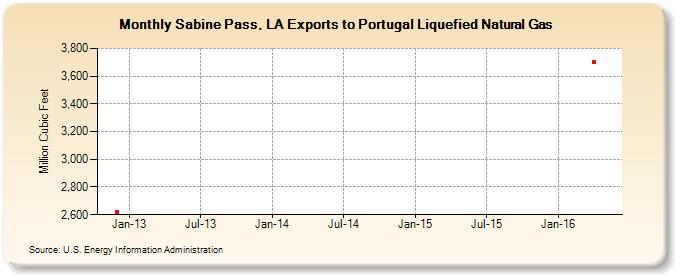 Monthly Sabine Pass, LA Exports to Portugal Liquefied Natural Gas
Million Cubic Feet
3,800
3,600
3,400
3,200
3,000
2,800
2,600
Jan-13 Jul-13 Jan-14 Jul-14 Jan-15 Jul-15 Jan-16
Source: U.S. Energy Information Administration